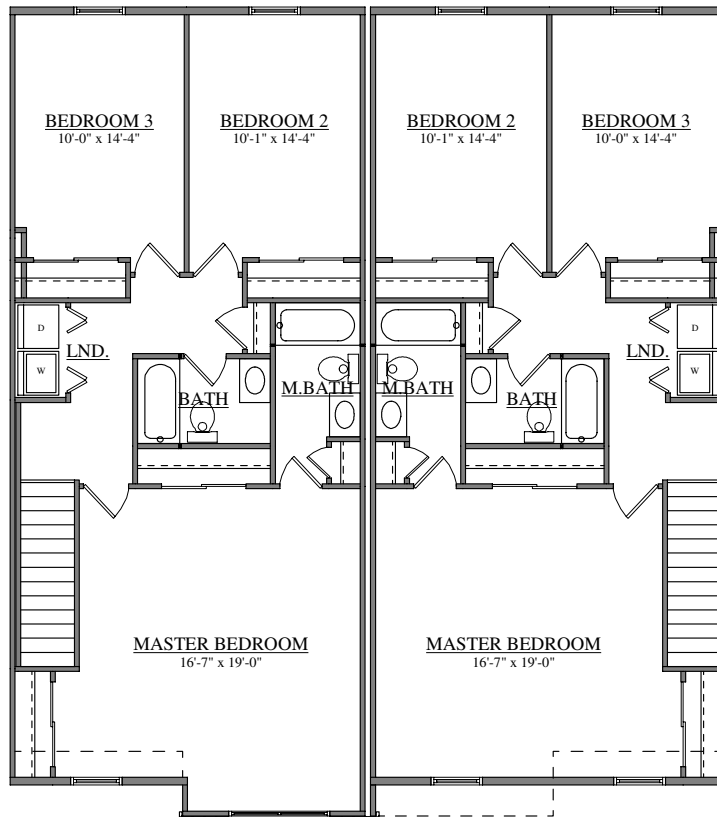 BEDROOM 3
10'-0" x 14'-4"
BEDROOM 2
10'-1" x 14'-4"
BEDROOM 2
10'-1" x 14'-4"
BEDROOM 3
10'-0" x 14'-4"
D
LND.
W
BATH
M.BATH
M.BATH
BATH
D
LND.
W
MASTER BEDROOM
16'-7" x 19'-0"
MASTER BEDROOM
16'-7" x 19'-0"